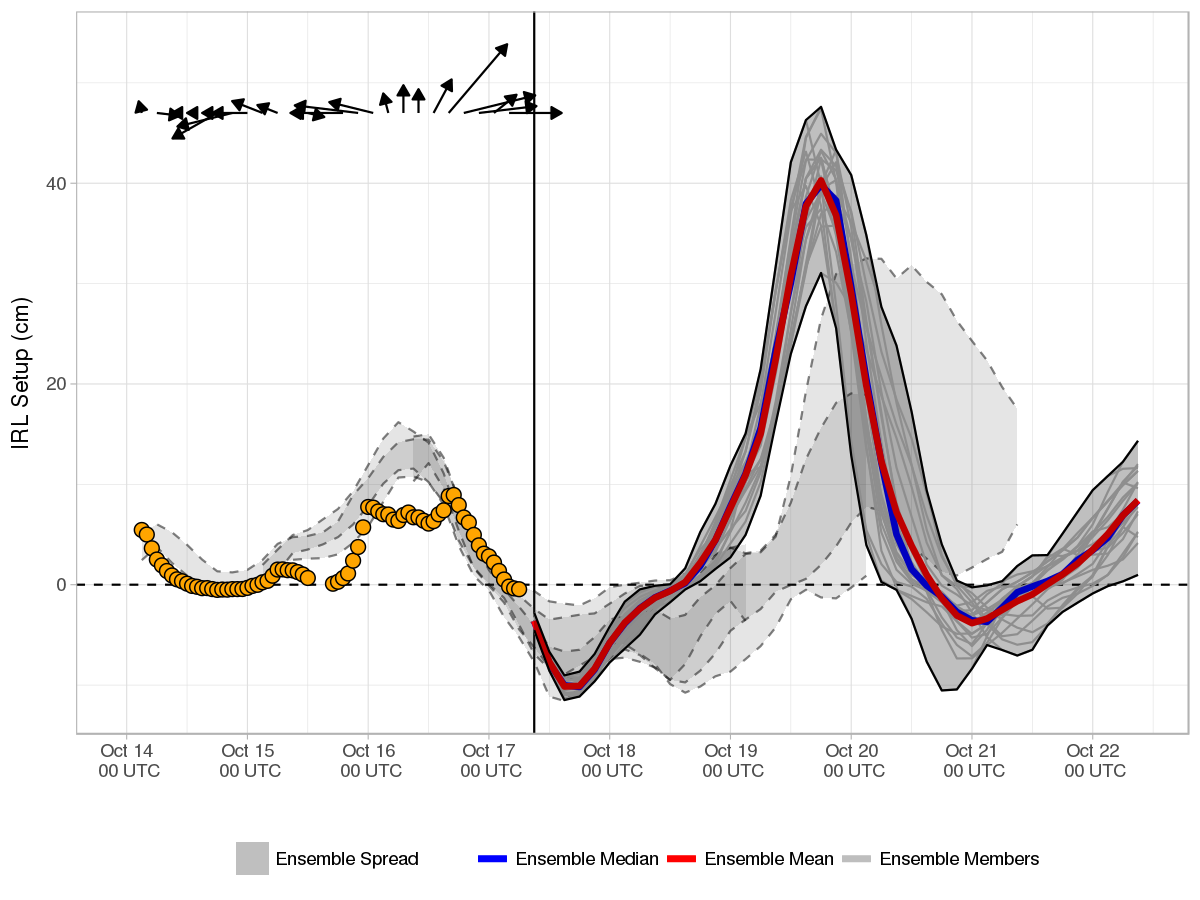 IRL Setup (cm)
40
20
0
Oct 14
00 UTC
Oct 15
00 UTC
Oct 16
00 UTC
Oct 17
00 UTC
Oct 18
00 UTC
Oct 19
00 UTC
Oct 20
00 UTC
Oct 21
00 UTC
Oct 22
00 UTC
Ensemble Spread
Ensemble Median
Ensemble Mean
Ensemble Members